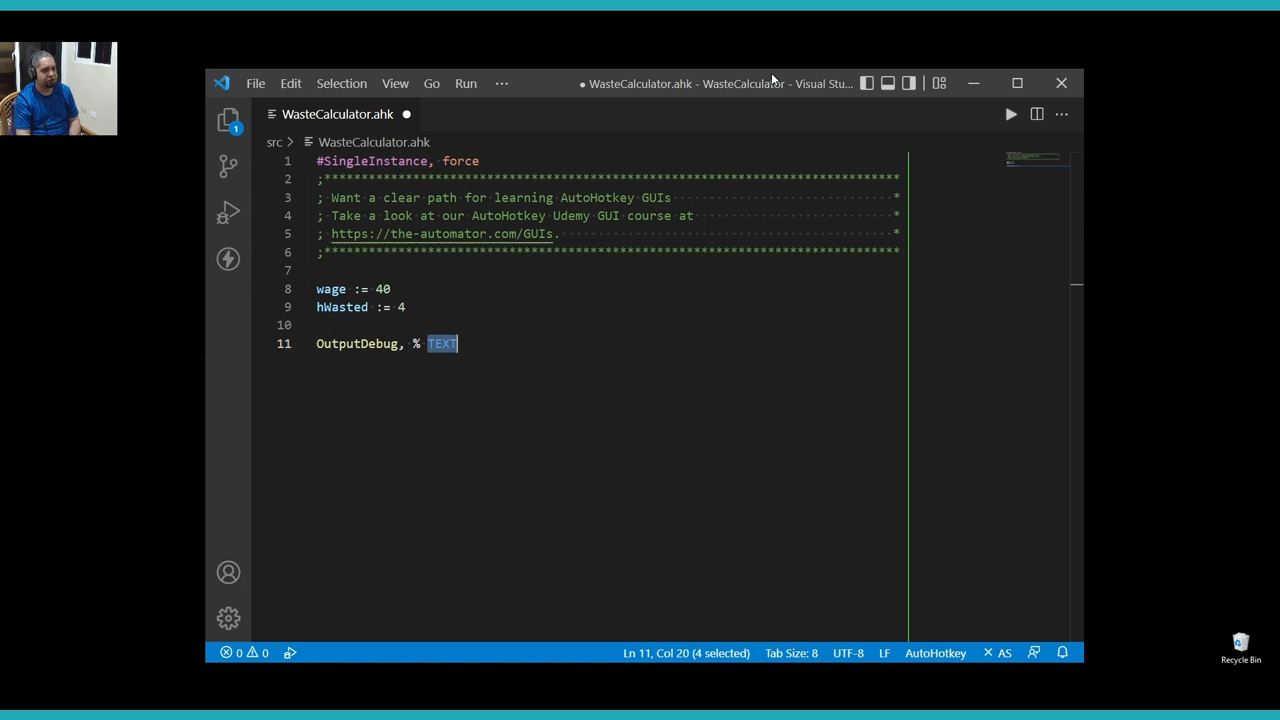 File Edit Selection View Go Run ··· ● WasteCalculator.ahk - WasteCalculator - Visual Stu...
WasteCalculator.ahk ●
src > WasteCalculator.ahk
1 #SingleInstance, force
2 ;*****************************************************************************
3 ; Want a clear path for learning AutoHotkey GUIs *
4 ; Take a look at our AutoHotkey Udemy GUI course at *
5 ; https://the-automator.com/GUIs. *
6 ;*****************************************************************************
7
8 wage := 40
9 hWasted := 4
10
11 OutputDebug, % TEXT
1
0 0 Ln 11, Col 20 (4 selected) Tab Size: 8 UTF-8 LF AutoHotkey × AS
Recycle Bin